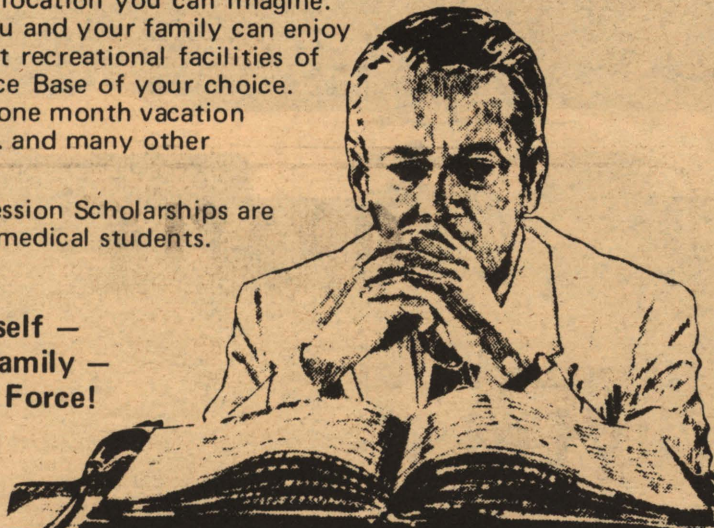 location you can imagine.
u and your family can enjoy
t recreational facilities of
ce Base of your choice.
one month vacation
. and many other
ession Scholarships are
medical students.
self —
amily —
Force!